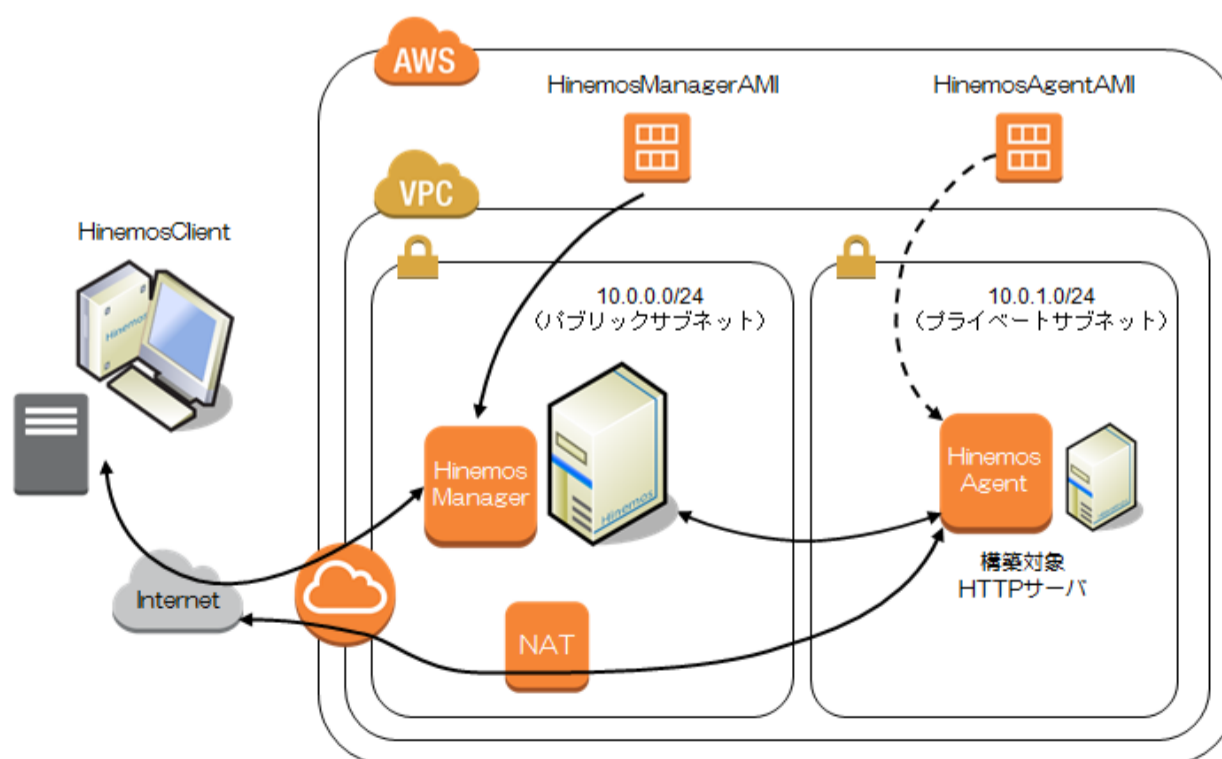 AWS
HinemosManagerAMI
HinemosAgentAMI
VPC
HinemosClient
10.0.0.0/24
（パブリックサブネット）
10.0.1.0/24
（プライベートサブネット）
Hinemos
Hinemos
Manager
Hinemos
Hinemos
Agent
構築対象
HTTPサーバ
Internet
NAT